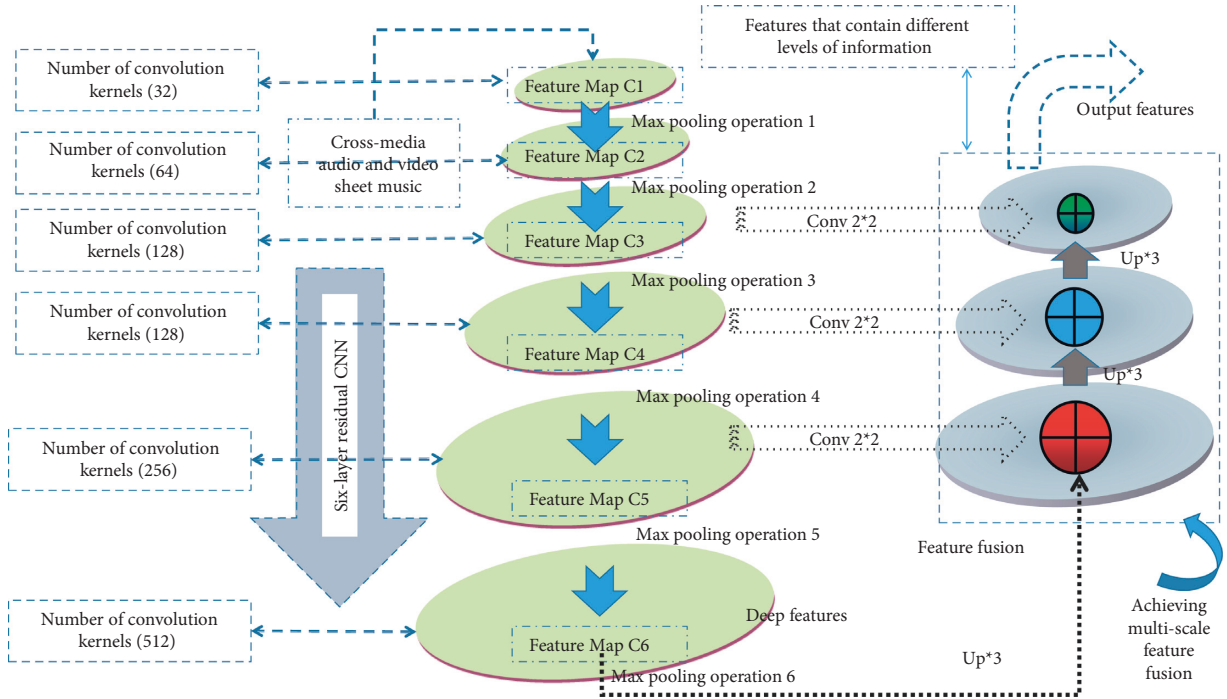 Number of convolution
kernels (32)
Number of convolution
kernels (64)
Number of convolution
kernels (128)
Number of convolution
kernels (128)
Number of convolution
kernels (256)
Number of convolution
kernels (512)
Cross-media
audio and video
sheet music
Six-layer residual CNN
Feature Map C1
Max pooling operation 1
Feature Map C2
Max pooling operation 2
Feature Map C3
Max pooling operation 3
Feature Map C4
Max pooling operation 4
Feature Map C5
Max pooling operation 5
Deep features
Feature Map C6
Max pooling operation 6
Conv 2*2
Conv 2*2
Conv 2*2
Features that contain different
levels of information
Output features
Up*3
Up*3
Feature fusion
Up*3
Achieving
multi-scale
feature
fusion